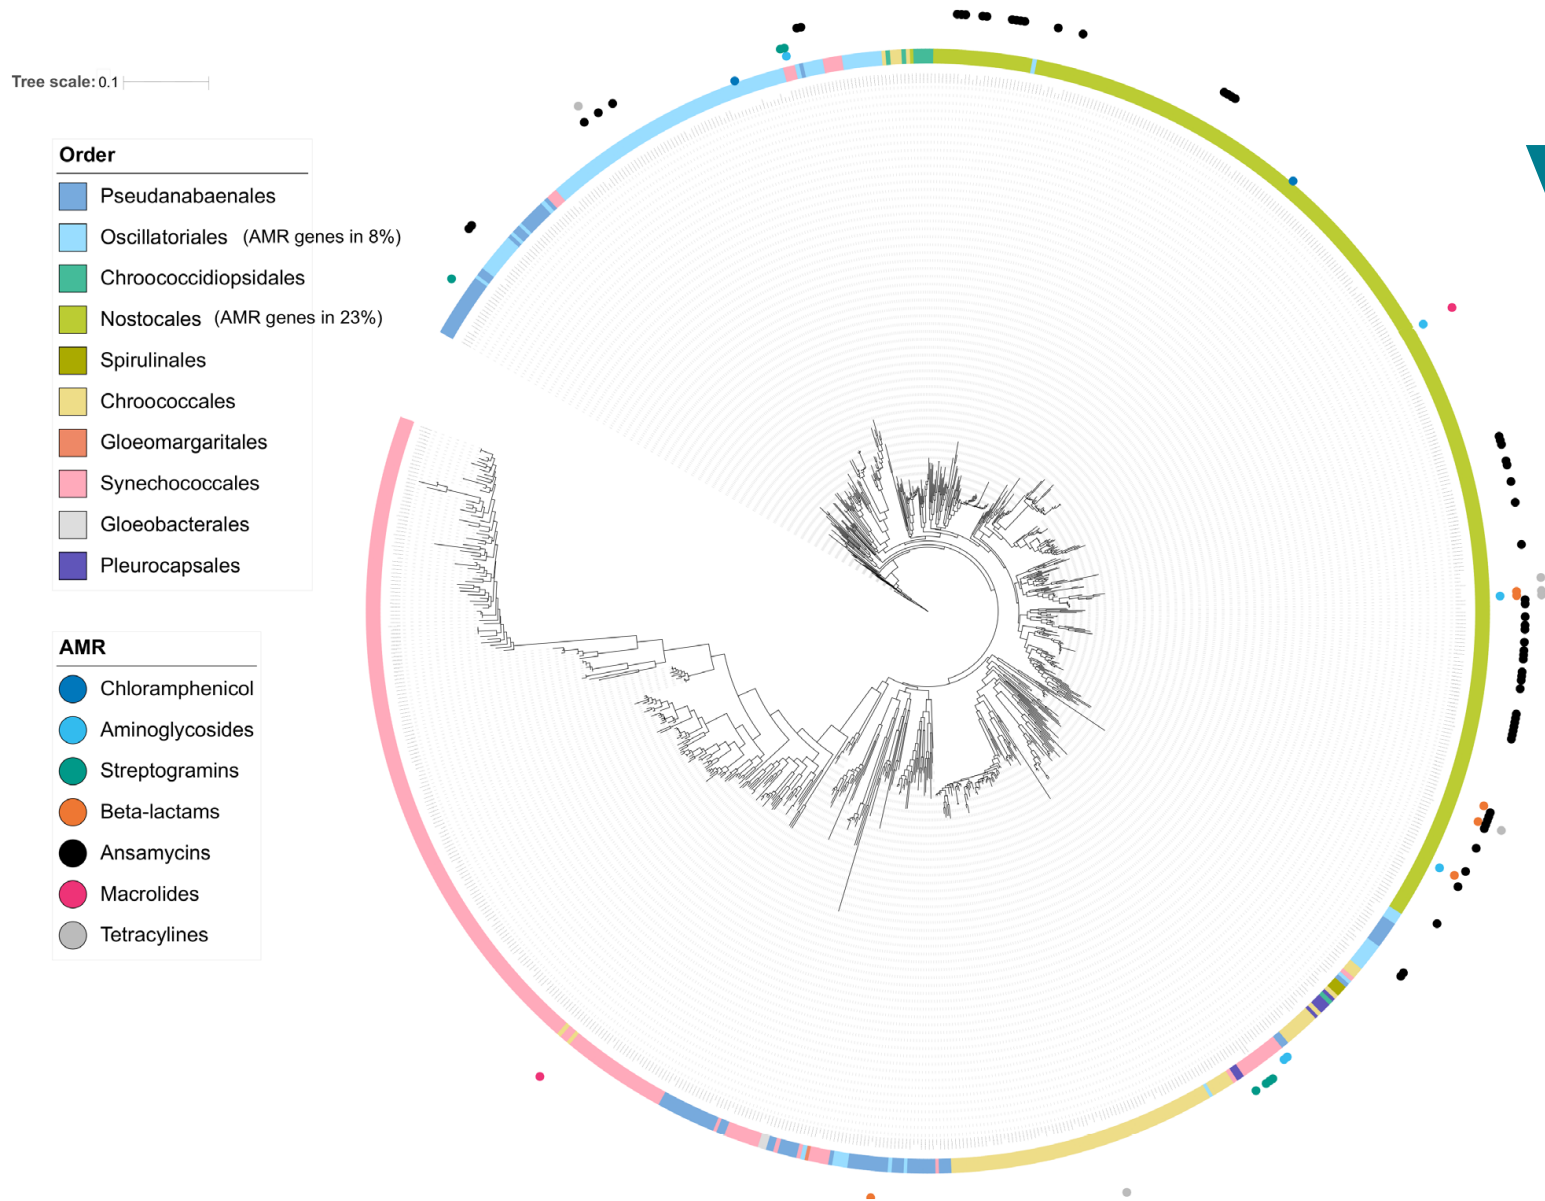 Tree scale: 0.1
Order
Pseudanabaenales
Oscillatoriales (AMR genes in 8%)
Chroococcidiopsidales
Nostocales (AMR genes in 23%)
Spirulinales
Chroococcales
Gloeomargaritales
Synechococcales
Gloeobacterales
Pleurocapsales
AMR
Chloramphenicol
Aminoglycosides
Streptogramins
Beta-lactams
Ansamycins
Macrolides
Tetracylines